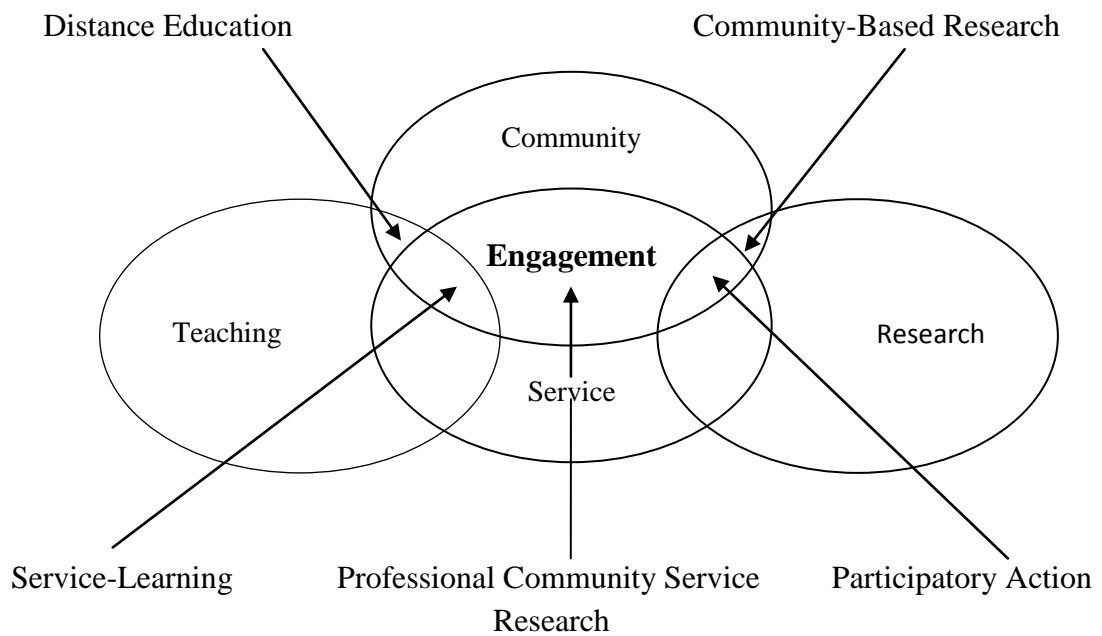 Distance Education
Community-Based Research
Community
Engagement
Teaching
Research
Service
Service-Learning
Professional Community Service
Participatory Action
Research